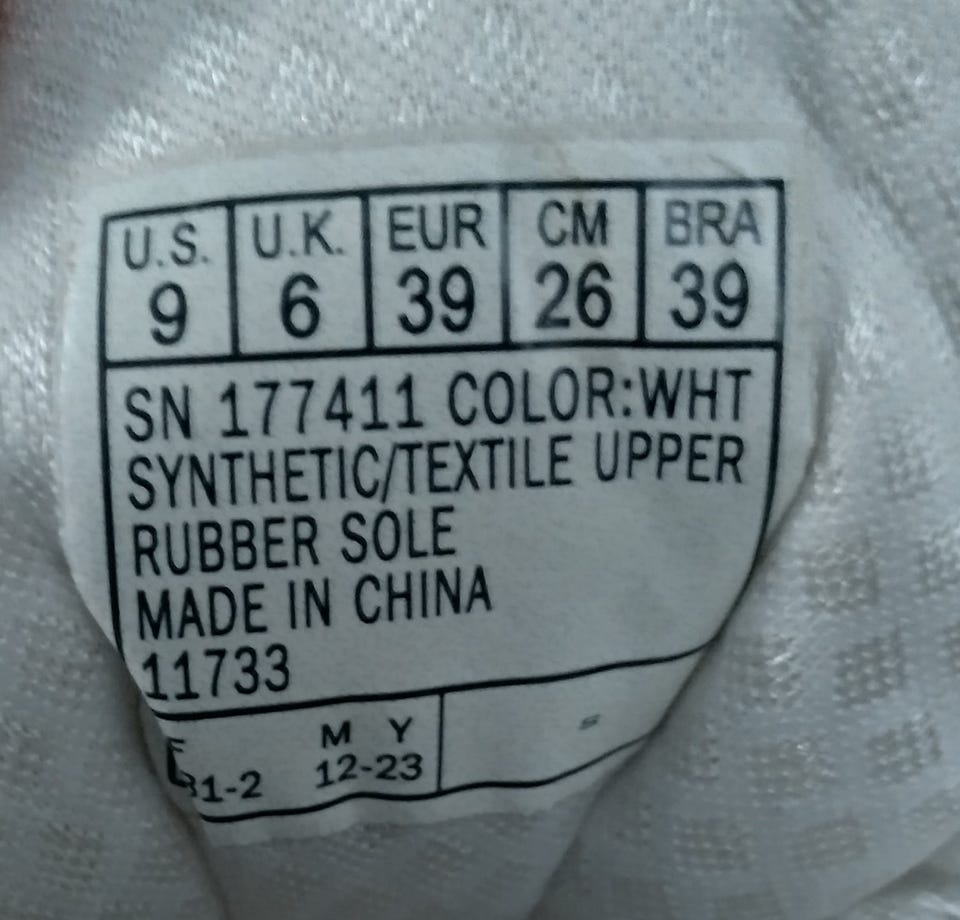 U.S. U.K. EUR CM BRA
9 6 39 26 39
SN 177411 COLOR:WHT
SYNTHETIC/TEXTILE UPPER
RUBBER SOLE
MADE IN CHINA
11733
M Y
12-23